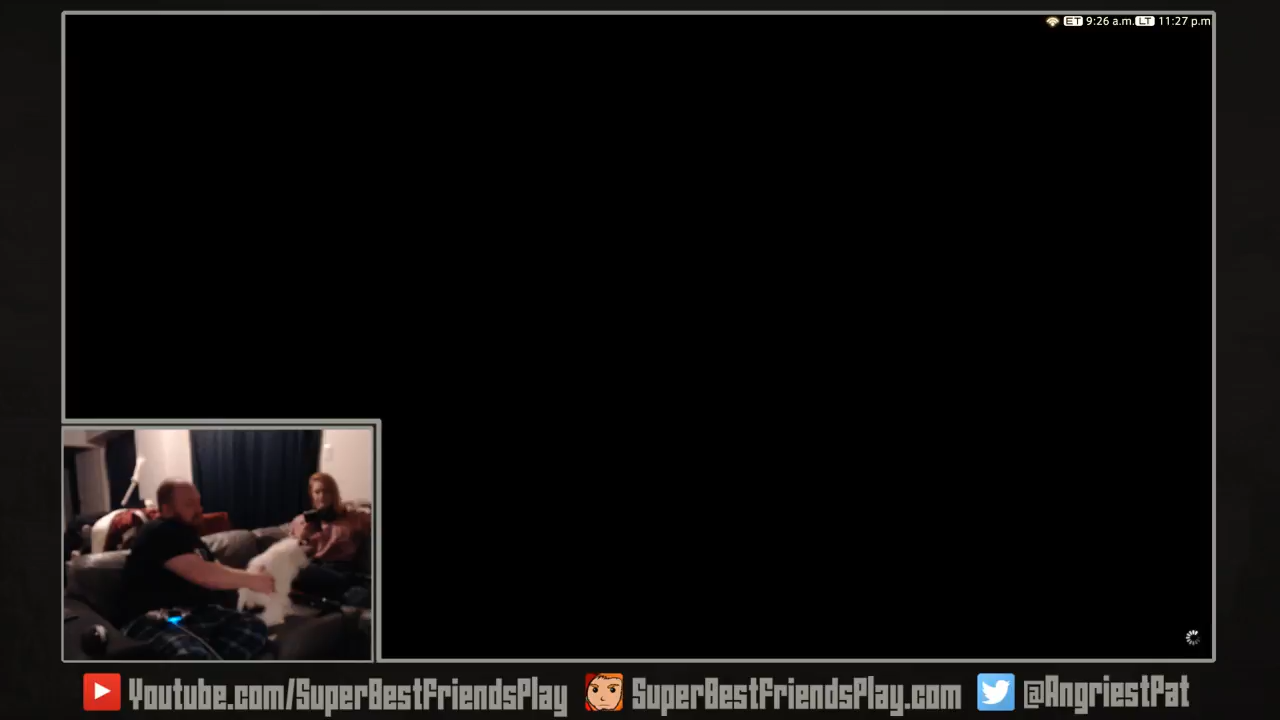 ET 9:26 a.m. LT 11:27 p.m
Youtube.com/SuperBestFriendsPlay SuperBestFriendsPlay.com @AngriestPat